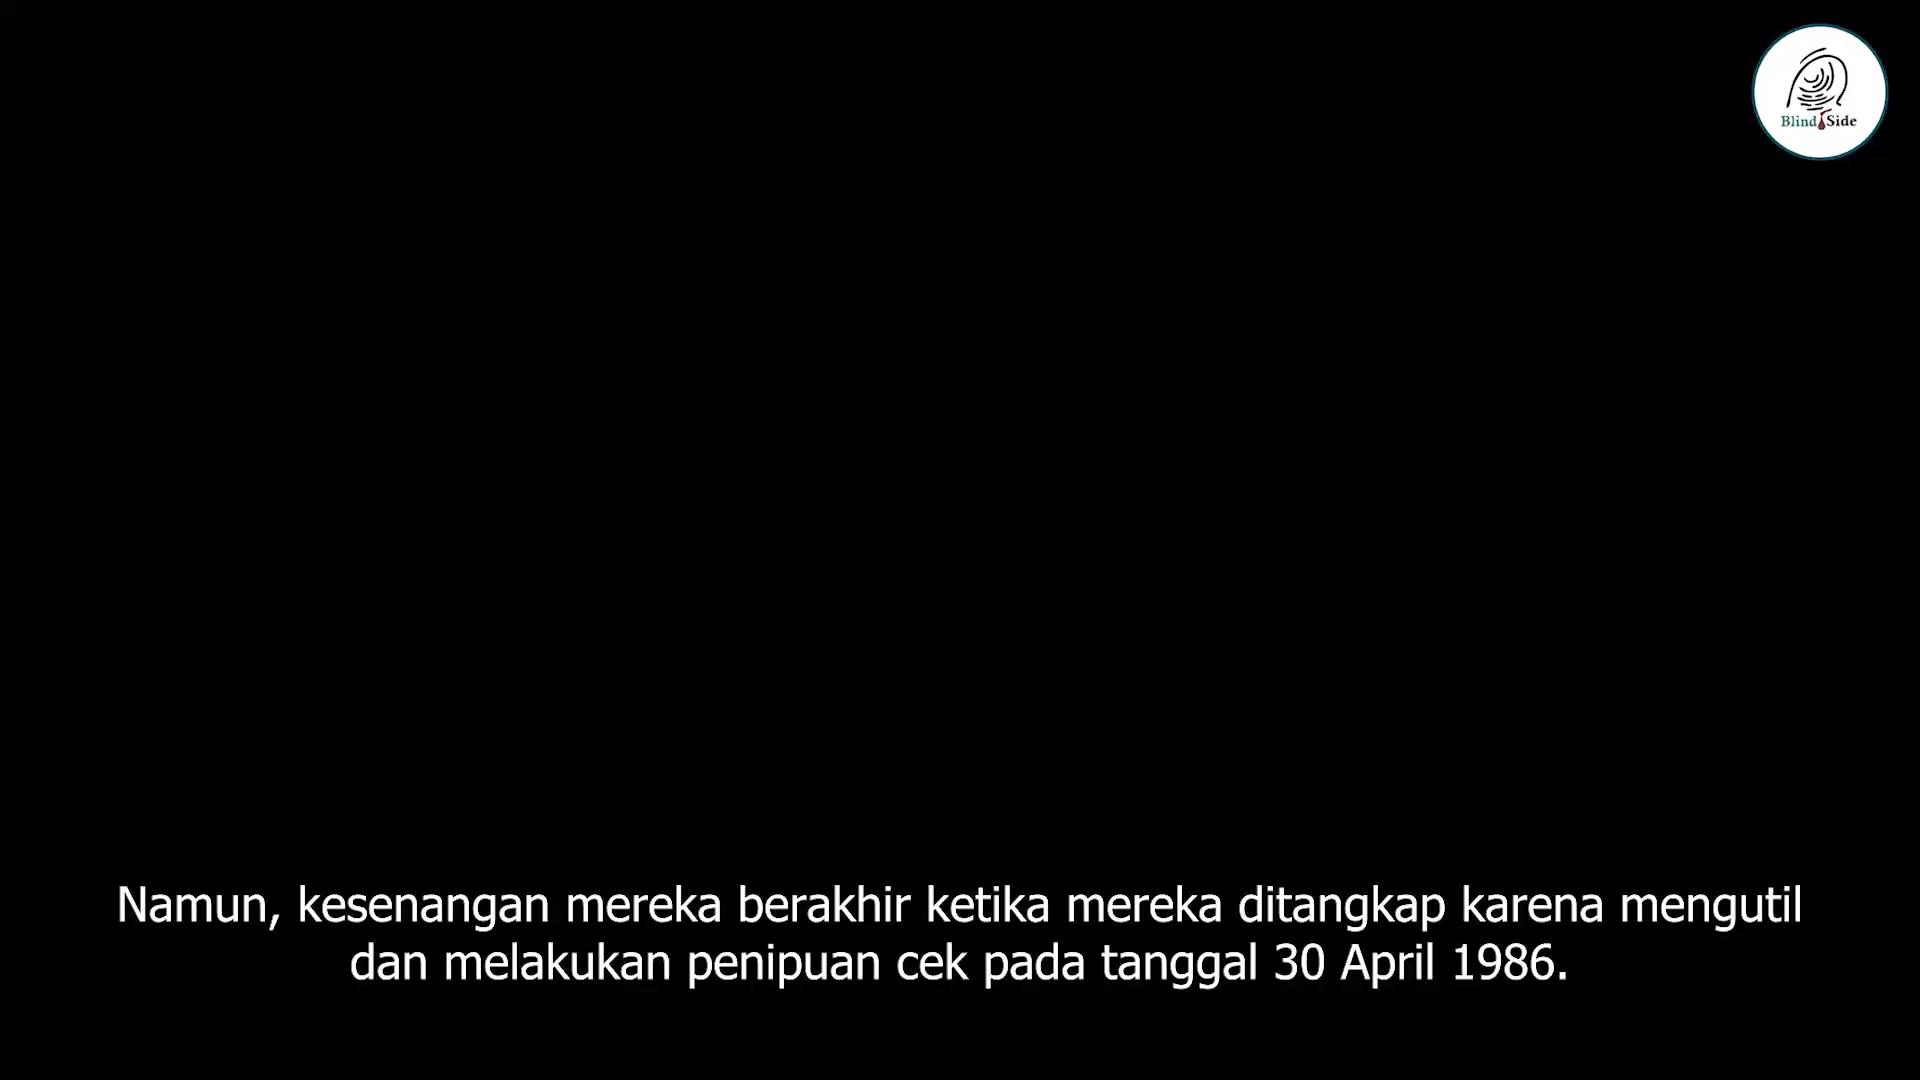 Blind Side
Namun, kesenangan mereka berakhir ketika mereka ditangkap karena mengutil
dan melakukan penipuan cek pada tanggal 30 April 1986.